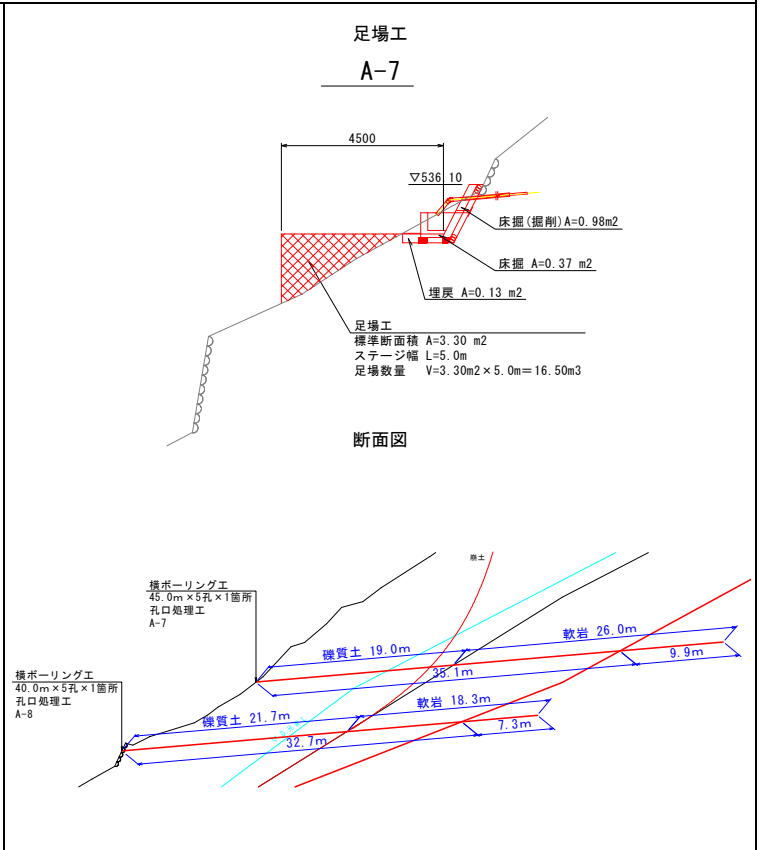 足場工
A-7
4500
▽536.10
床掘(掘削)A=0.98m2
床掘 A=0.37 m2
埋戻 A=0.13 m2
足場工
標準断面積 A=3.30 m2
ステージ幅 L=5.0m
足場数量 V=3.30m2×5.0m=16.50m3
断面図
崩土
横ボーリング工
45.0m×5孔×1箇所
孔口処理工
A-7
軟岩 26.0m
礫質土 19.0m
9.9m
35.1m
横ボーリング工
40.0m×5孔×1箇所
孔口処理工
A-8
軟岩 18.3m
礫質土 21.7m
7.3m
32.7m